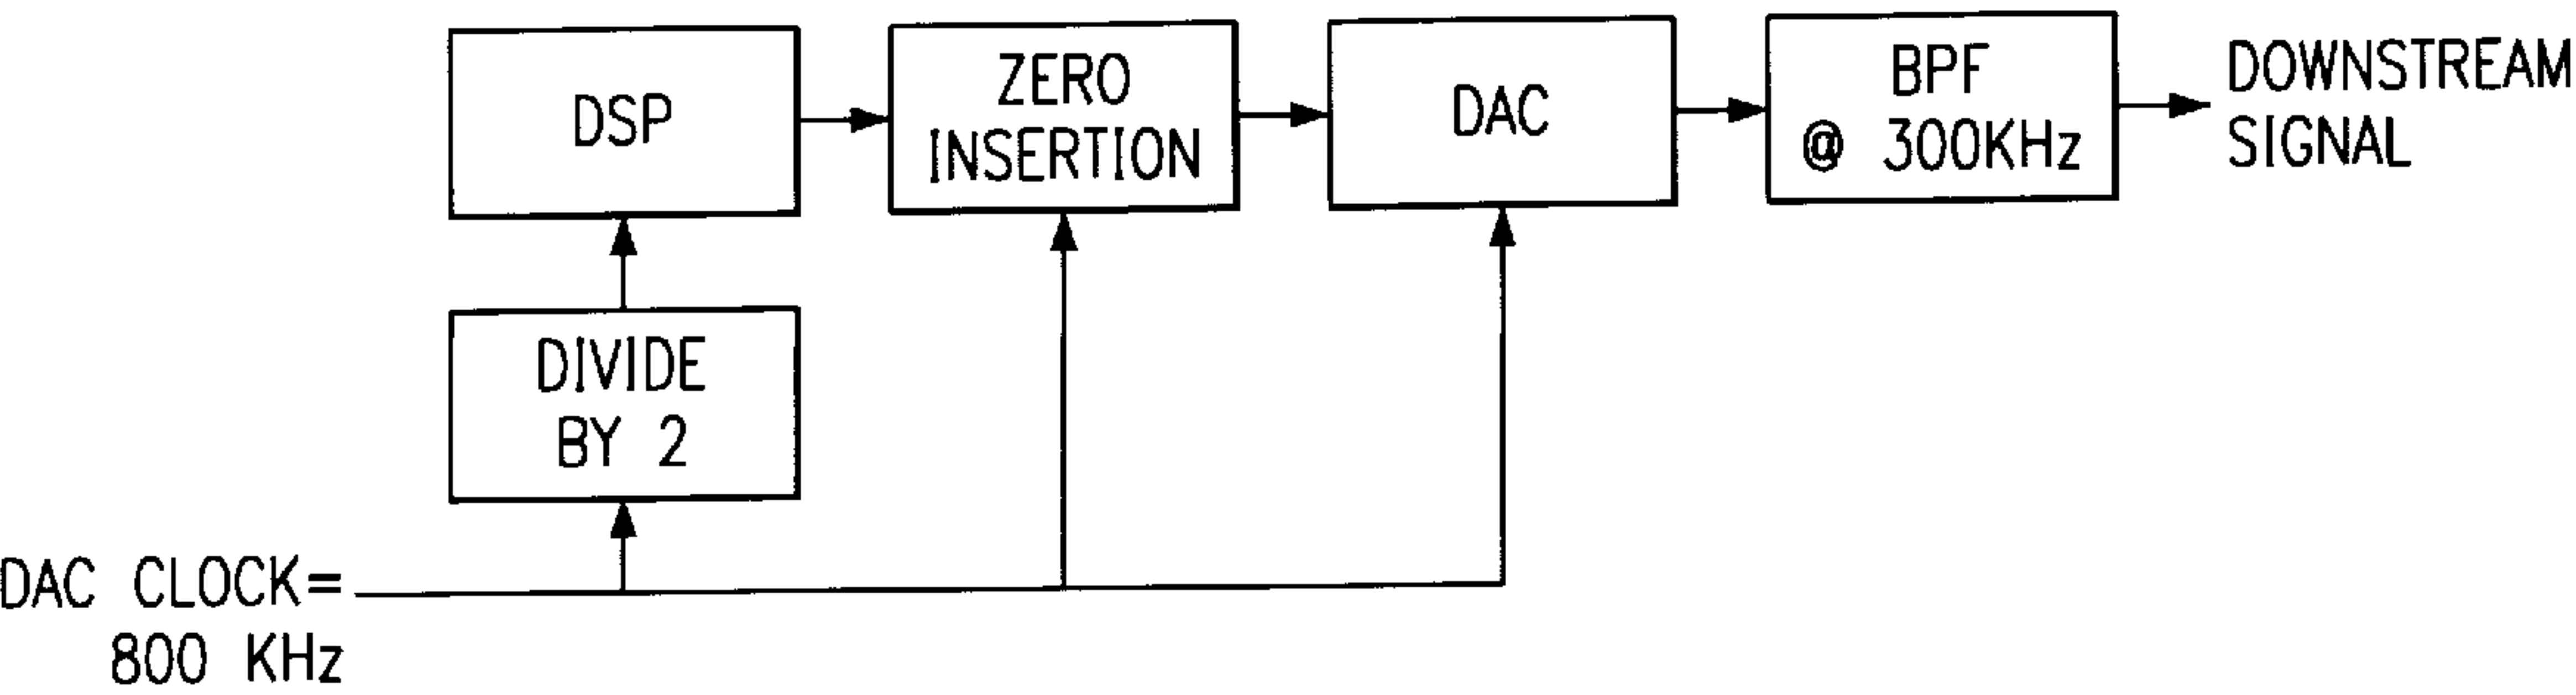 DSP
ZERO
INSERTION
DAC
BPF
@ 300KHz
DOWNSTREAM
SIGNAL
DIVIDE
BY 2
DAC CLOCK=
800 KHz